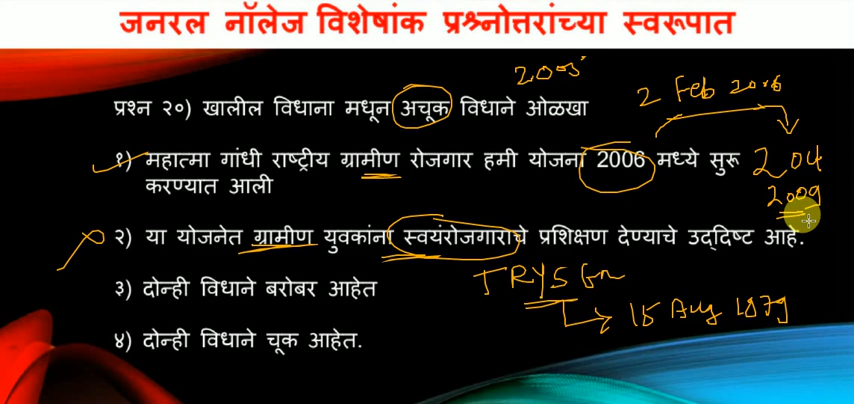 जनरल नॉलेज विशेषांक प्रश्नोत्तरांच्या स्वरूपात
2005
2 Feb 2006
प्रश्न २०) खालील विधाना मधून अचूक विधाने ओळखा
१) महात्मा गांधी राष्ट्रीय ग्रामीण रोजगार हमी योजना 2006 मध्ये सुरू
करण्यात आली
2009
२) या योजनेत ग्रामीण युवकांना स्वयंरोजगाराचे प्रशिक्षण देण्याचे उद्दिष्ट आहे.
३) दोन्ही विधाने बरोबर आहेत
TRYSEM
15 Aug 1979
४) दोन्ही विधाने चूक आहेत.